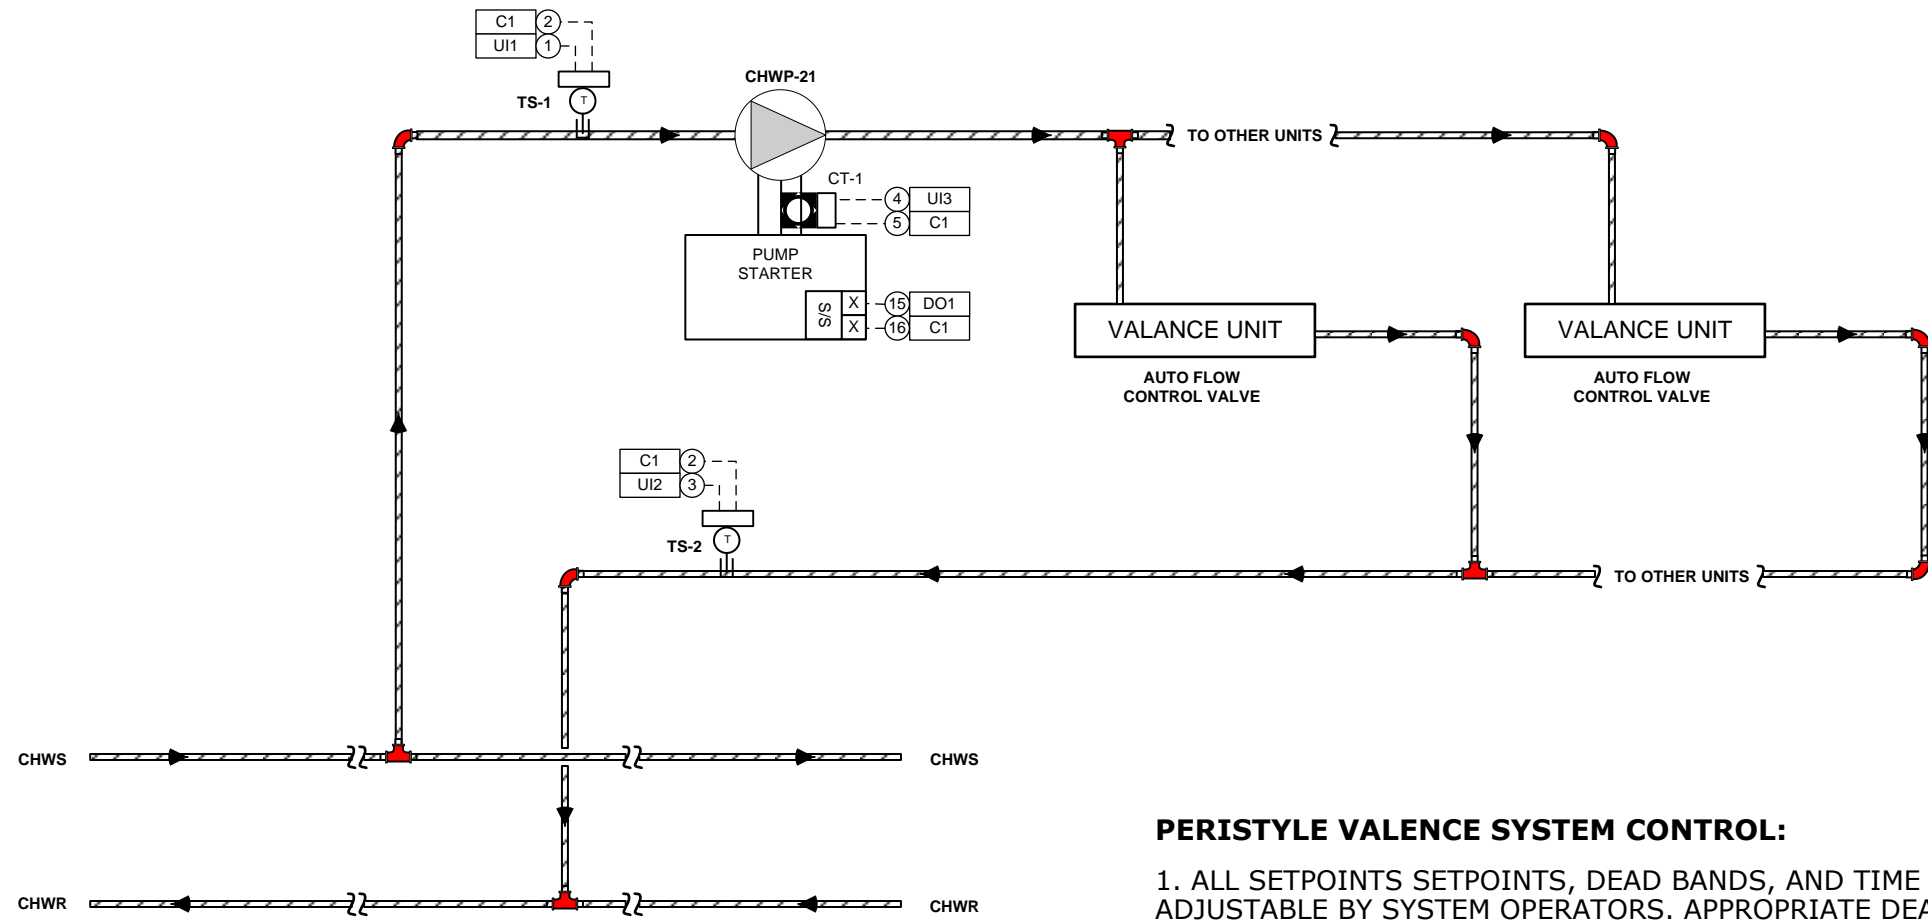 C1 2
UI1 1
TS-1
T
CHWP-21
TO OTHER UNITS
CT-1
4 UI3
5 C1
PUMP
STARTER
S/S
X 15 DO1
X 16 C1
VALANCE UNIT
AUTO FLOW
CONTROL VALVE
VALANCE UNIT
AUTO FLOW
CONTROL VALVE
C1 2
UI2 3
TS-2
T
TO OTHER UNITS
CHWS
CHWS
CHWR
CHWR
PERISTYLE VALENCE SYSTEM CONTROL:
1. ALL SETPOINTS SETPOINTS, DEAD BANDS, AND TIME
ADJUSTABLE BY SYSTEM OPERATORS. APPROPRIATE DEA